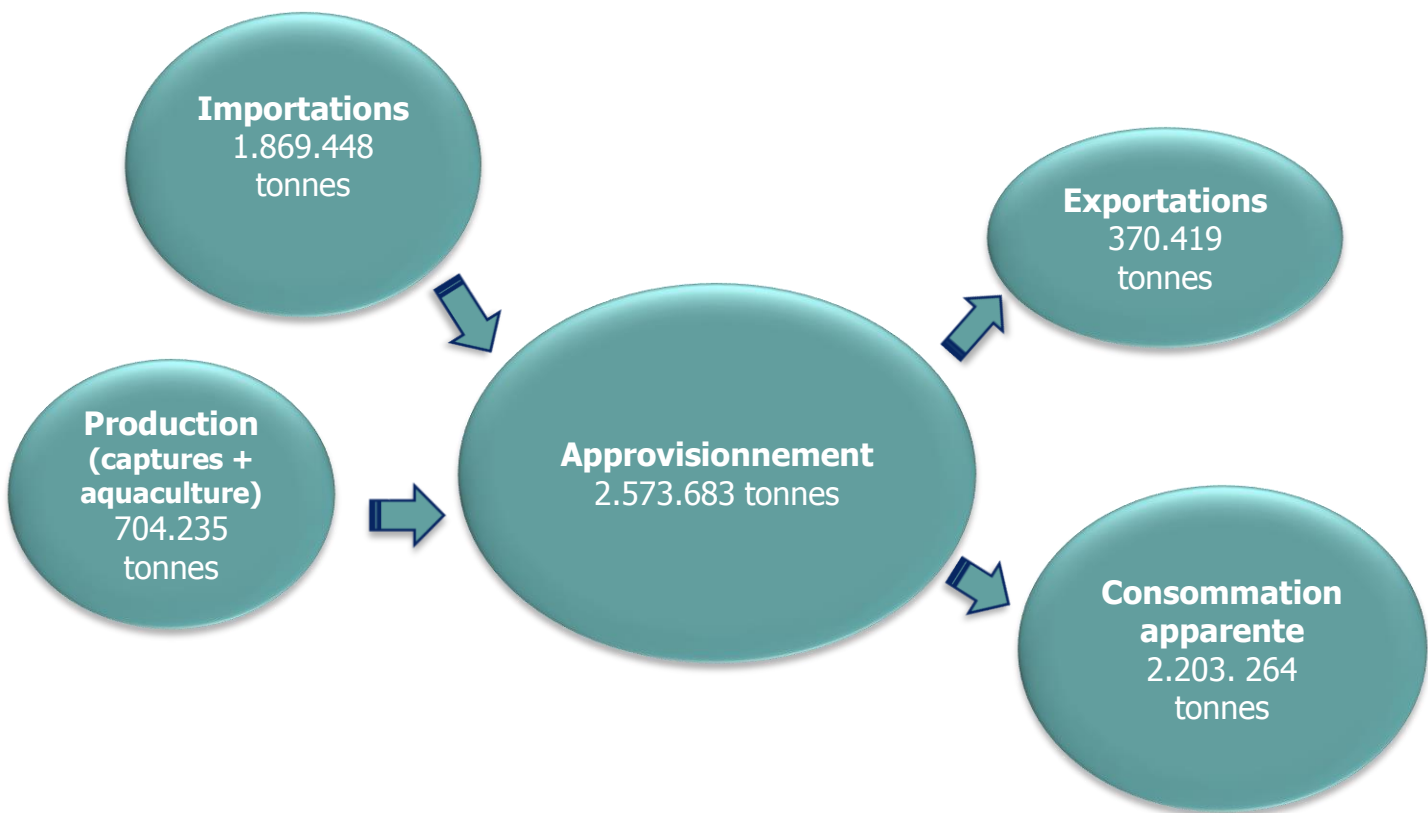 Importations
1.869.448
tonnes
Exportations
370.419
tonnes
Production
(captures +
aquaculture)
704.235
tonnes
Approvisionnement
2.573.683 tonnes
Consommation
apparente
2.203. 264
tonnes